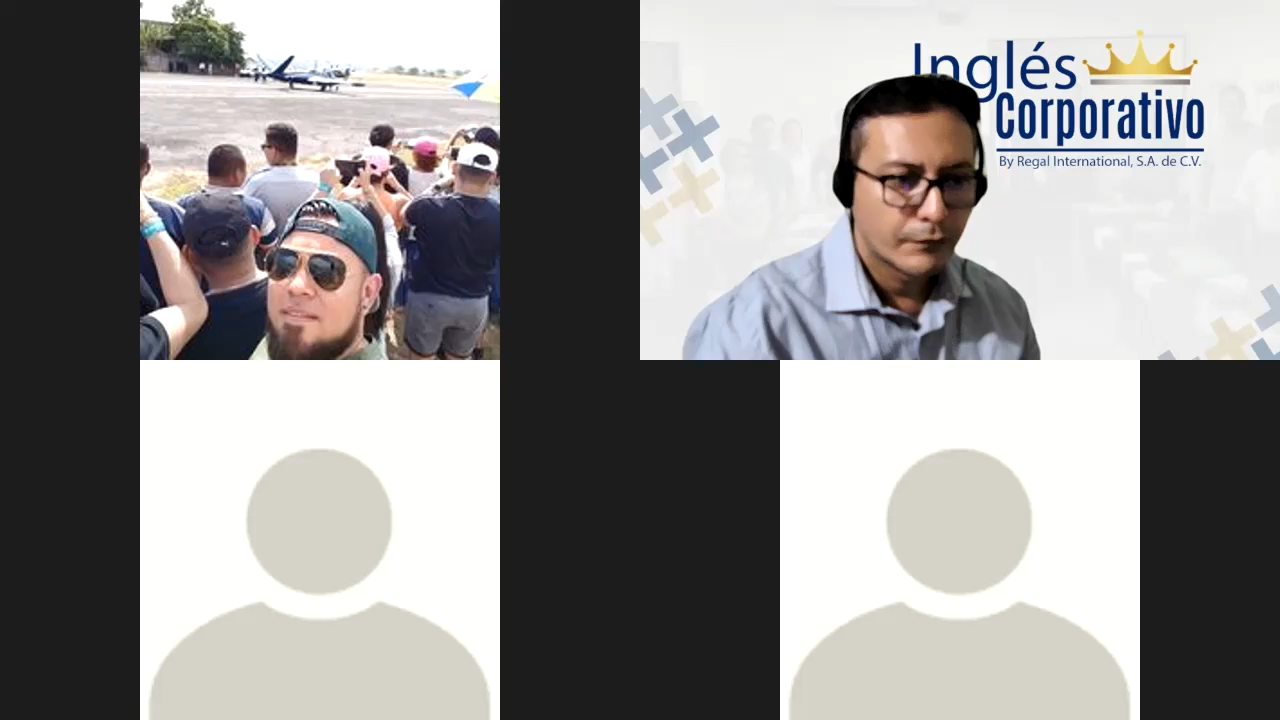 Inglés
Corporativo
By Regal International, S.A. de C.V.